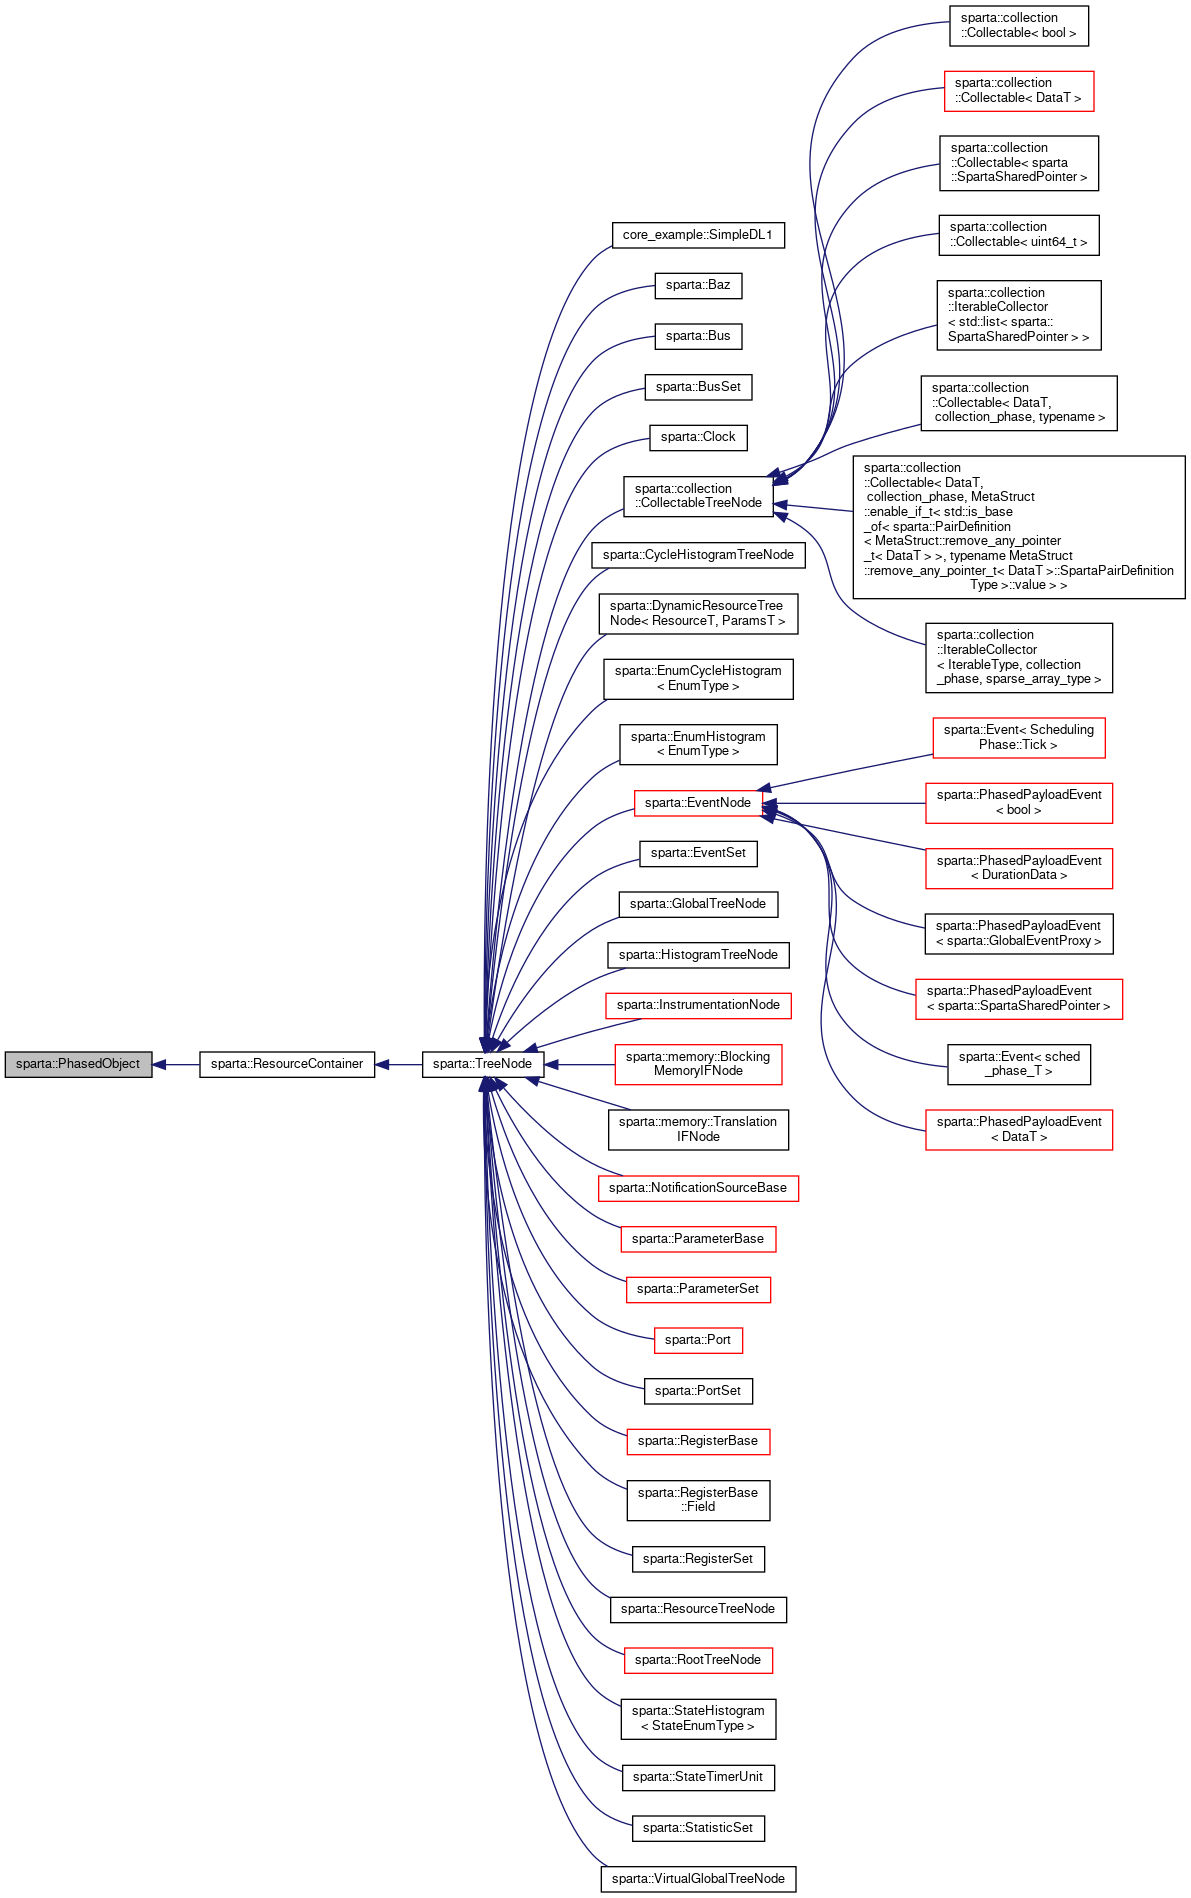 sparta::PhasedObject
sparta::ResourceContainer
sparta::TreeNode
core_example::SimpleDL1
sparta::Baz
sparta::Bus
sparta::BusSet
sparta::Clock
sparta::collection
::CollectableTreeNode
sparta::CycleHistogramTreeNode
sparta::DynamicResourceTree
Node< ResourceT, ParamsT >
sparta::EnumCycleHistogram
< EnumType >
sparta::EnumHistogram
< EnumType >
sparta::EventNode
sparta::EventSet
sparta::GlobalTreeNode
sparta::HistogramTreeNode
sparta::InstrumentationNode
sparta::memory::Blocking
MemoryIFNode
sparta::memory::Translation
IFNode
sparta::NotificationSourceBase
sparta::ParameterBase
sparta::ParameterSet
sparta::Port
sparta::PortSet
sparta::RegisterBase
sparta::RegisterBase
::Field
sparta::RegisterSet
sparta::ResourceTreeNode
sparta::RootTreeNode
sparta::StateHistogram
< StateEnumType >
sparta::StateTimerUnit
sparta::StatisticSet
sparta::VirtualGlobalTreeNode
sparta::collection
::Collectable< bool >
sparta::collection
::Collectable< DataT >
sparta::collection
::Collectable< sparta
::SpartaSharedPointer >
sparta::collection
::Collectable< uint64_t >
sparta::collection
::IterableCollector
< std::list< sparta::
SpartaSharedPointer > >
sparta::collection
::Collectable< DataT,
collection_phase, typename >
sparta::collection
::Collectable< DataT,
collection_phase, MetaStruct
::enable_if_t< std::is_base
_of< sparta::PairDefinition
< MetaStruct::remove_any_pointer
_t< DataT > >, typename MetaStruct
::remove_any_pointer_t< DataT >::SpartaPairDefinition
Type >::value > >
sparta::collection
::IterableCollector
< IterableType, collection
_phase, sparse_array_type >
sparta::Event< Scheduling
Phase::Tick >
sparta::PhasedPayloadEvent
< bool >
sparta::PhasedPayloadEvent
< DurationData >
sparta::PhasedPayloadEvent
< sparta::GlobalEventProxy >
sparta::PhasedPayloadEvent
< sparta::SpartaSharedPointer >
sparta::Event< sched
_phase_T >
sparta::PhasedPayloadEvent
< DataT >